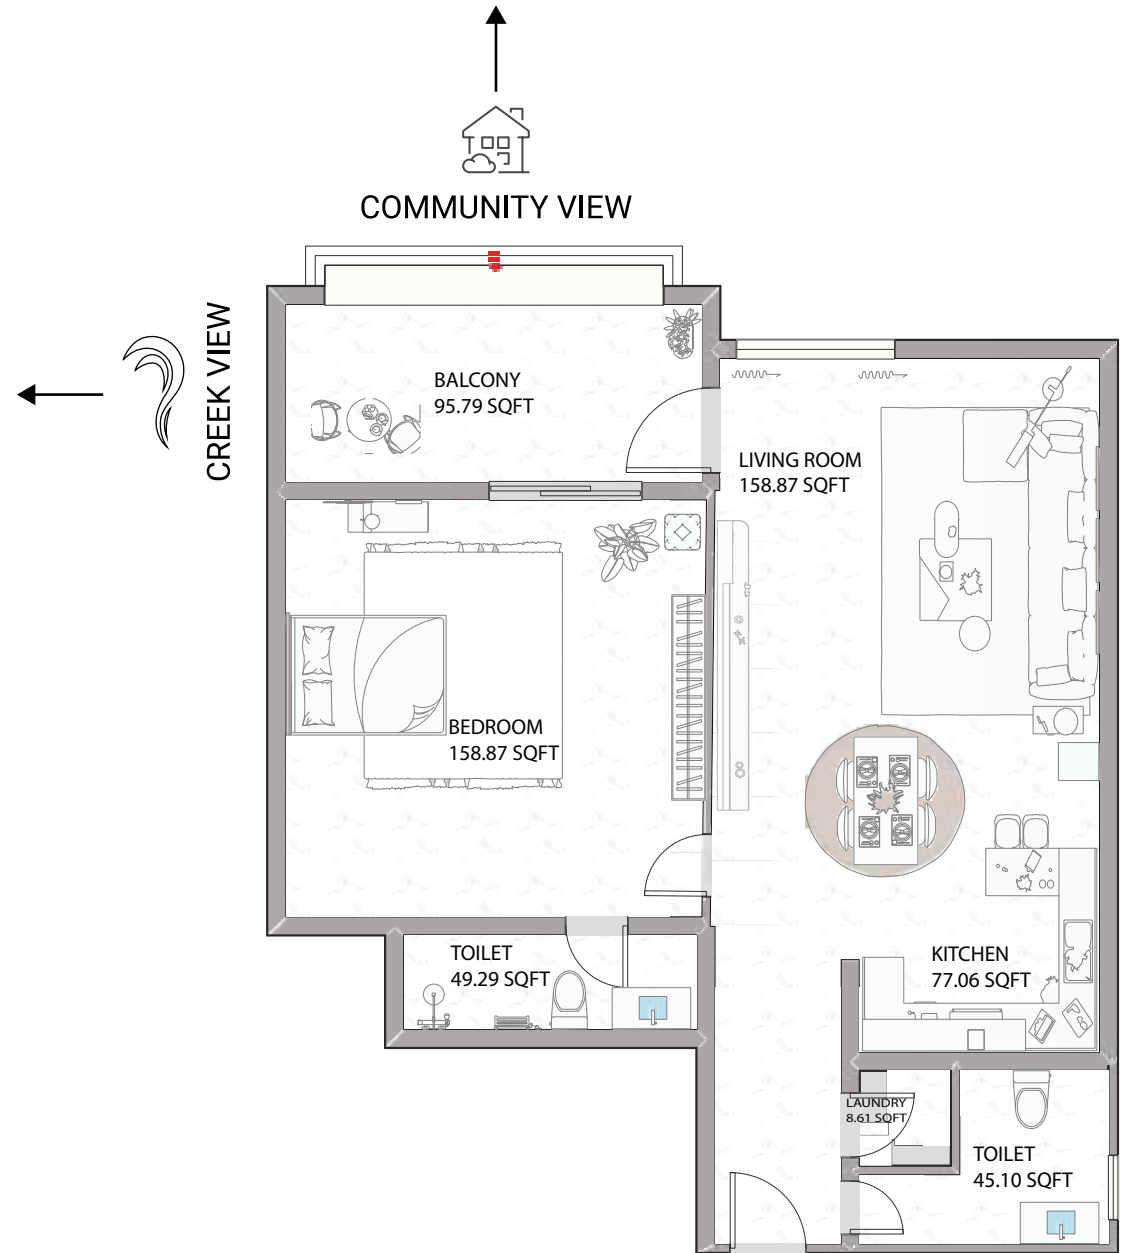 COMMUNITY VIEW
CREEK VIEW
BALCONY
95.79 SQFT
LIVING ROOM
158.87 SQFT
BEDROOM
158.87 SQFT
TOILET
49.29 SQFT
KITCHEN
77.06 SQFT
LAUNDRY
8.61 SQFT
TOILET
45.10 SQFT